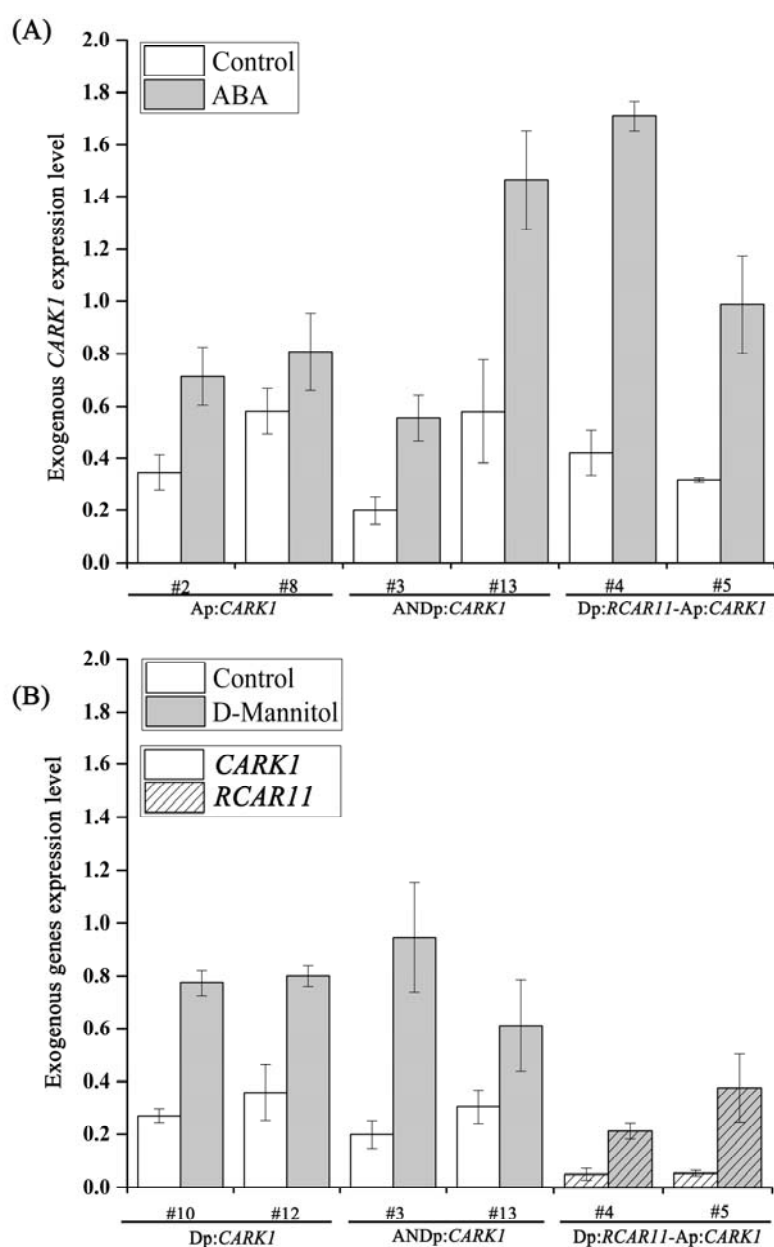 (A)
2.0
1.8
1.6
1.4
1.2
1.0
0.8
0.6
0.4
0.2
0.0
Exogenous CARK1 expression level
Control
ABA
#2 #8 #3 #13 #4 #5
Ap:CARK1 ANDp:CARK1 Dp:RCAR11-Ap:CARK1
(B)
2.0
1.8
1.6
1.4
1.2
1.0
0.8
0.6
0.4
0.2
0.0
Exogenous genes expression level
Control
D-Mannitol
CARK1
RCAR11
#10 #12 #3 #13 #4 #5
Dp:CARK1 ANDp:CARK1 Dp:RCAR11-Ap:CARK1